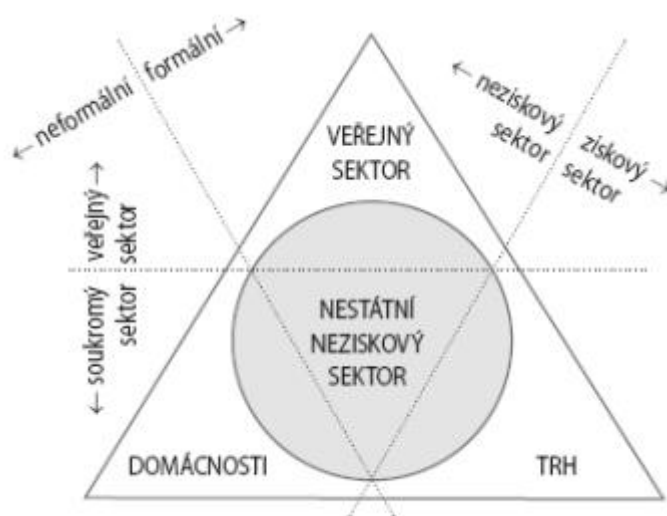 ← neformální formální →
← neziskový sektor
ziskový sektor →
VEŘEJNÝ
SEKTOR
veřejný →
sektor
← soukromý
sektor
NESTÁTNÍ
NEZISKOVÝ
SEKTOR
DOMÁCNOSTI
TRH